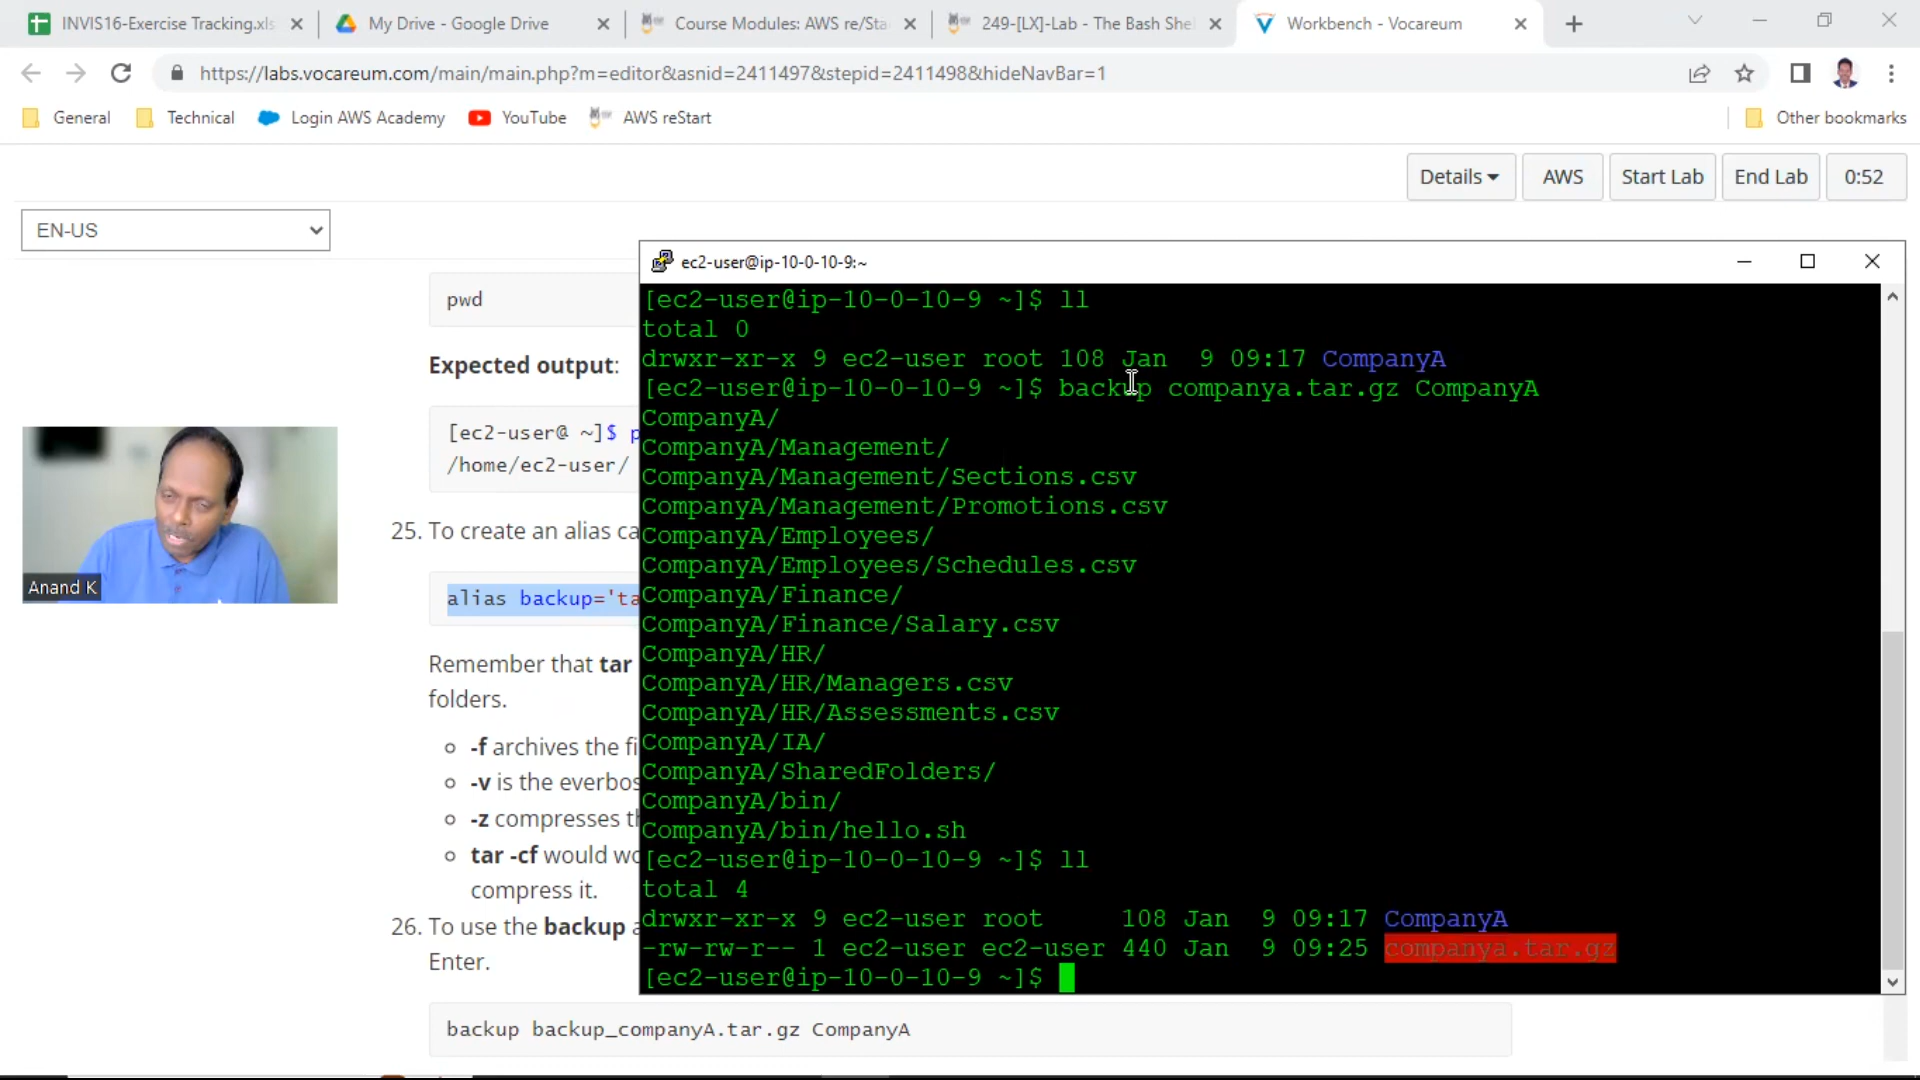 INVIS16-Exercise Tracking.xls
My Drive - Google Drive
Course Modules: AWS re/Sta
249-[LX]-Lab - The Bash She
Workbench - Vocareum
https://labs.vocareum.com/main/main.php?m=editor&asnid=2411497&stepid=2411498&hideNavBar=1
General
Technical
Login AWS Academy
YouTube
AWS reStart
Other bookmarks
Details
AWS
Start Lab
End Lab
0:52
EN-US
pwd
Expected output:
[ec2-user@ ~]$ p
/home/ec2-user/
25. To create an alias ca
alias backup='ta
Remember that tar
folders.
-f archives the fi
-v is the everbos
-z compresses th
tar -cf would wo
compress it.
26. To use the backup a
Enter.
backup backup_companyA.tar.gz CompanyA
Anand K
ec2-user@ip-10-0-10-9:~
[ec2-user@ip-10-0-10-9 ~]$ ll
total 0
drwxr-xr-x 9 ec2-user root 108 Jan  9 09:17 CompanyA
[ec2-user@ip-10-0-10-9 ~]$ backup companya.tar.gz CompanyA
CompanyA/
CompanyA/Management/
CompanyA/Management/Sections.csv
CompanyA/Management/Promotions.csv
CompanyA/Employees/
CompanyA/Employees/Schedules.csv
CompanyA/Finance/
CompanyA/Finance/Salary.csv
CompanyA/HR/
CompanyA/HR/Managers.csv
CompanyA/HR/Assessments.csv
CompanyA/IA/
CompanyA/SharedFolders/
CompanyA/bin/
CompanyA/bin/hello.sh
[ec2-user@ip-10-0-10-9 ~]$ ll
total 4
drwxr-xr-x 9 ec2-user root     108 Jan  9 09:17 CompanyA
-rw-rw-r-- 1 ec2-user ec2-user 440 Jan  9 09:25 companya.tar.gz
[ec2-user@ip-10-0-10-9 ~]$